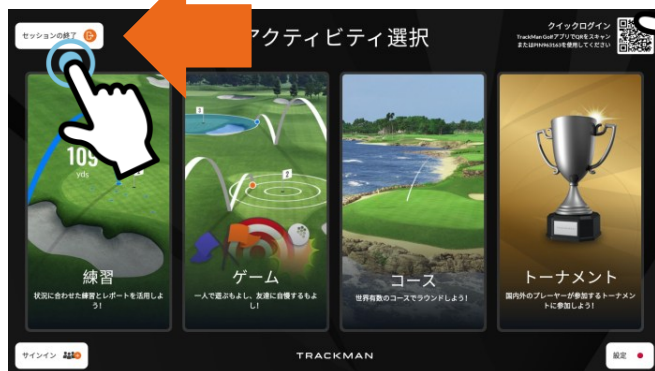 セッションの終了
アクティビティ選択
クイックログイン
TrackMan GolfアプリでQRをスキャン
またはPIN963163を使用してください
109
yds
3
2
練習
状況に合わせた練習とレポートを活用しよ
う!
ゲーム
一人で遊ぶもよし、友達に自慢するもよ
し!
コース
世界有数のコースでラウンドしよう!
トーナメント
国内外のプレーヤーが参加するトーナメン
トに参加しよう!
サインイン
TRACKMAN
設定